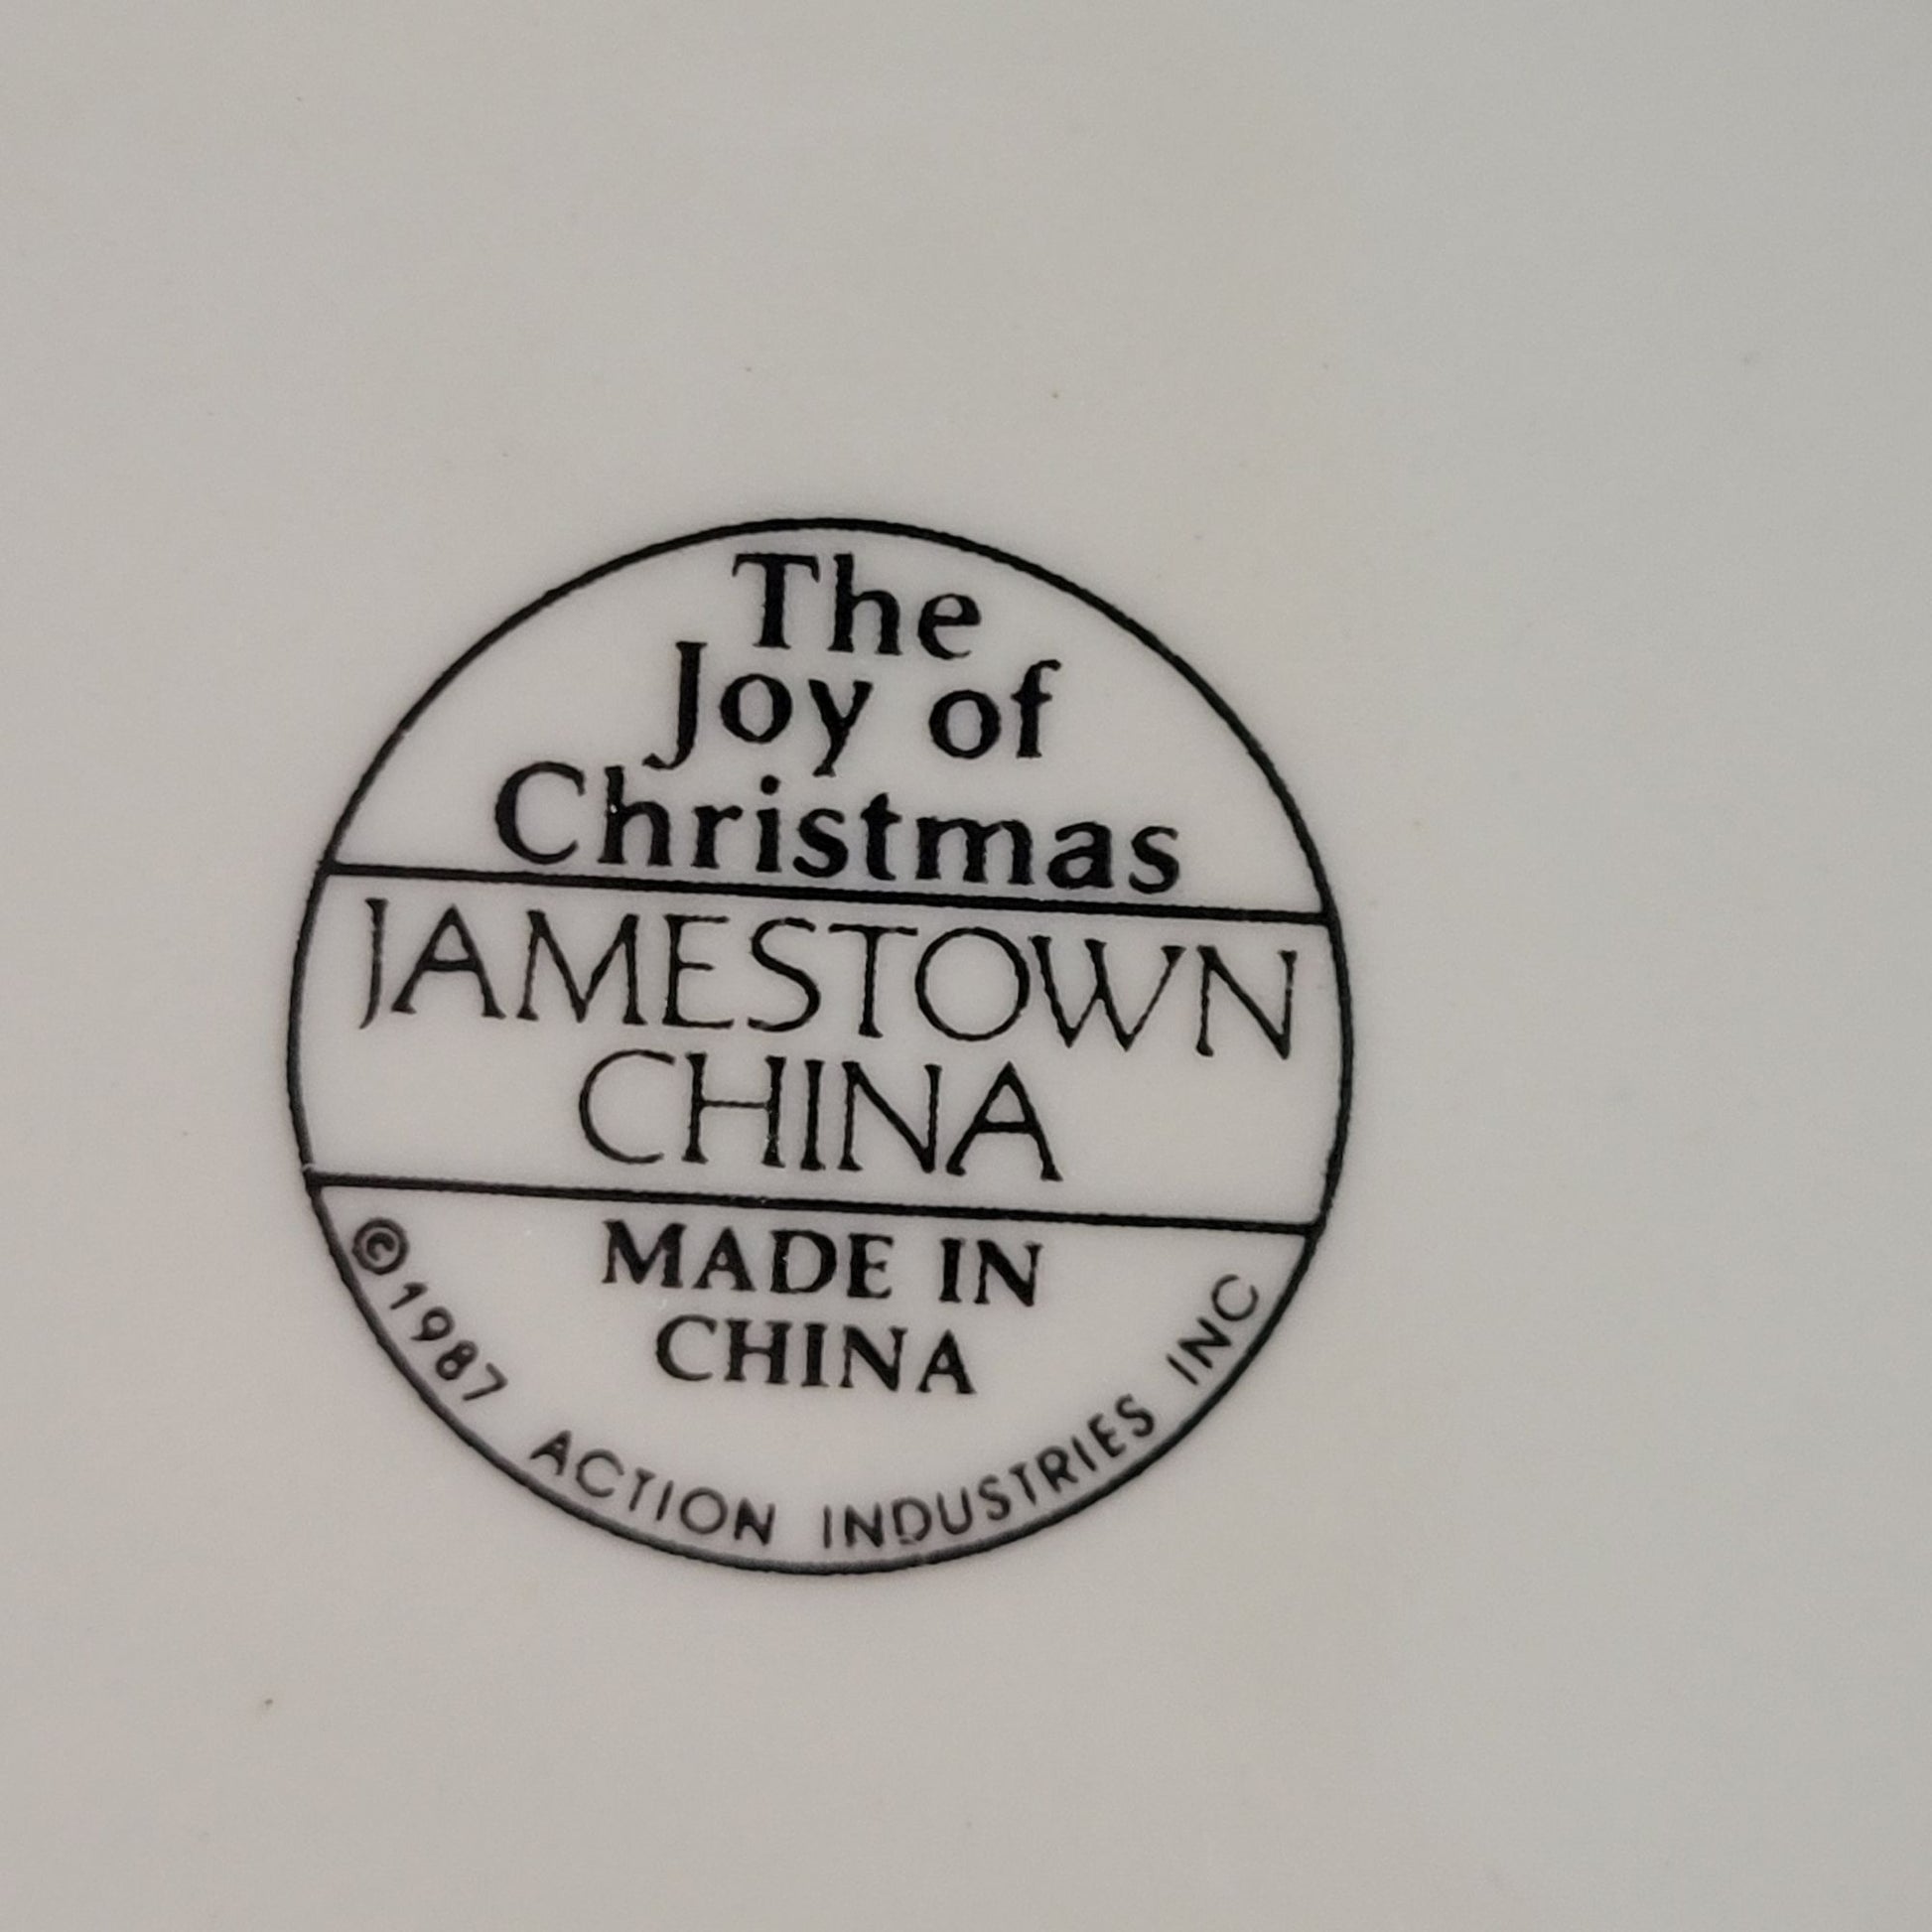 The
Joy of
Christmas
JAMESTOWN
CHINA
MADE IN
CHINA
©1987 ACTION INDUSTRIES INC